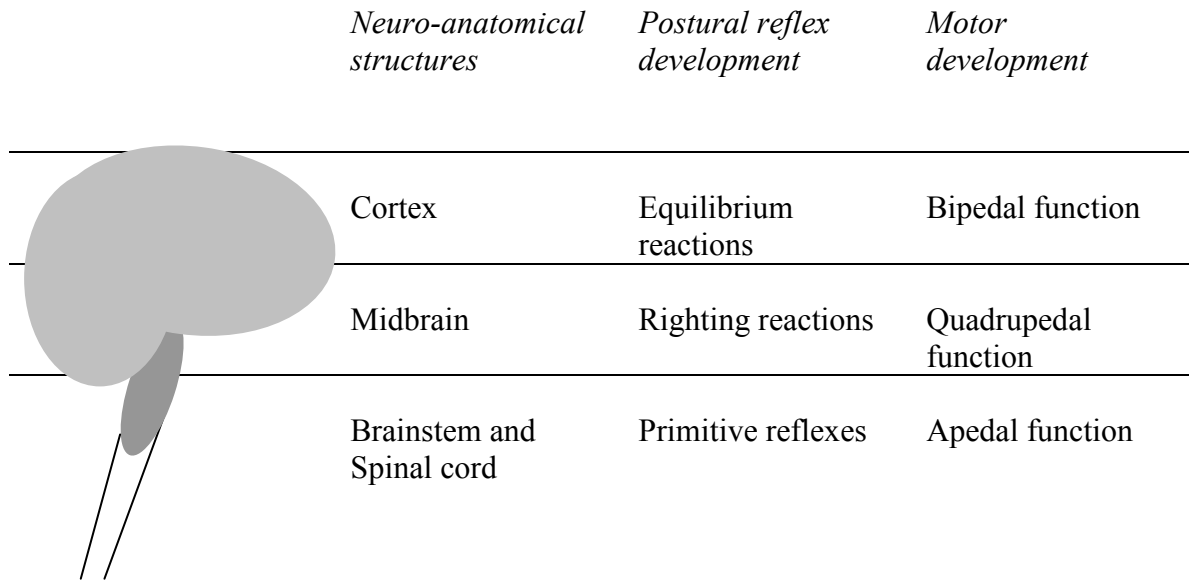 Neuro-anatomical structures Postural reflex development Motor development
Cortex Equilibrium reactions Bipedal function
Midbrain Righting reactions Quadrupedal function
Brainstem and Spinal cord Primitive reflexes Apedal function